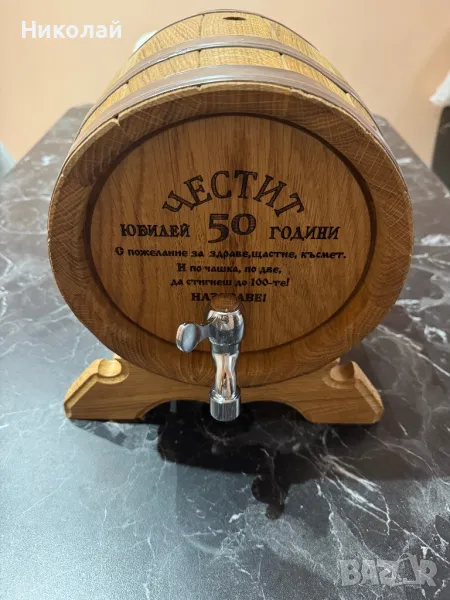 Николай
ЧЕСТИТ
ЮБИЛЕЙ 50 ГОДИНИ
С пожелание за здраве, щастие, късмет.
И по чашка, по две,
да стигнеш до 100-те!
НАЗДРАВЕ!
BAZAR